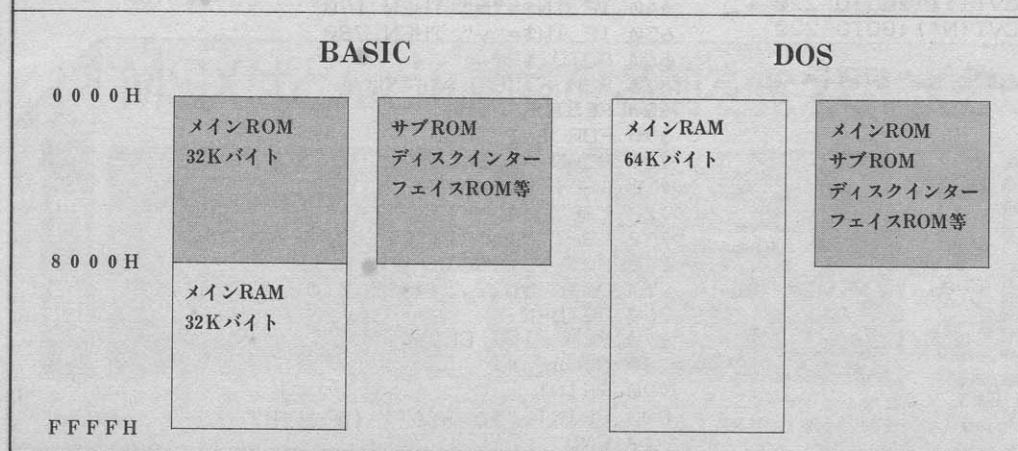 BASIC
DOS
0000H
8000H
FFFFH
メインROM
32Kバイト
サブROM
ディスクインター
フェイスROM等
メインRAM
32Kバイト
メインRAM
64Kバイト
メインROM
サブROM
ディスクインター
フェイスROM等